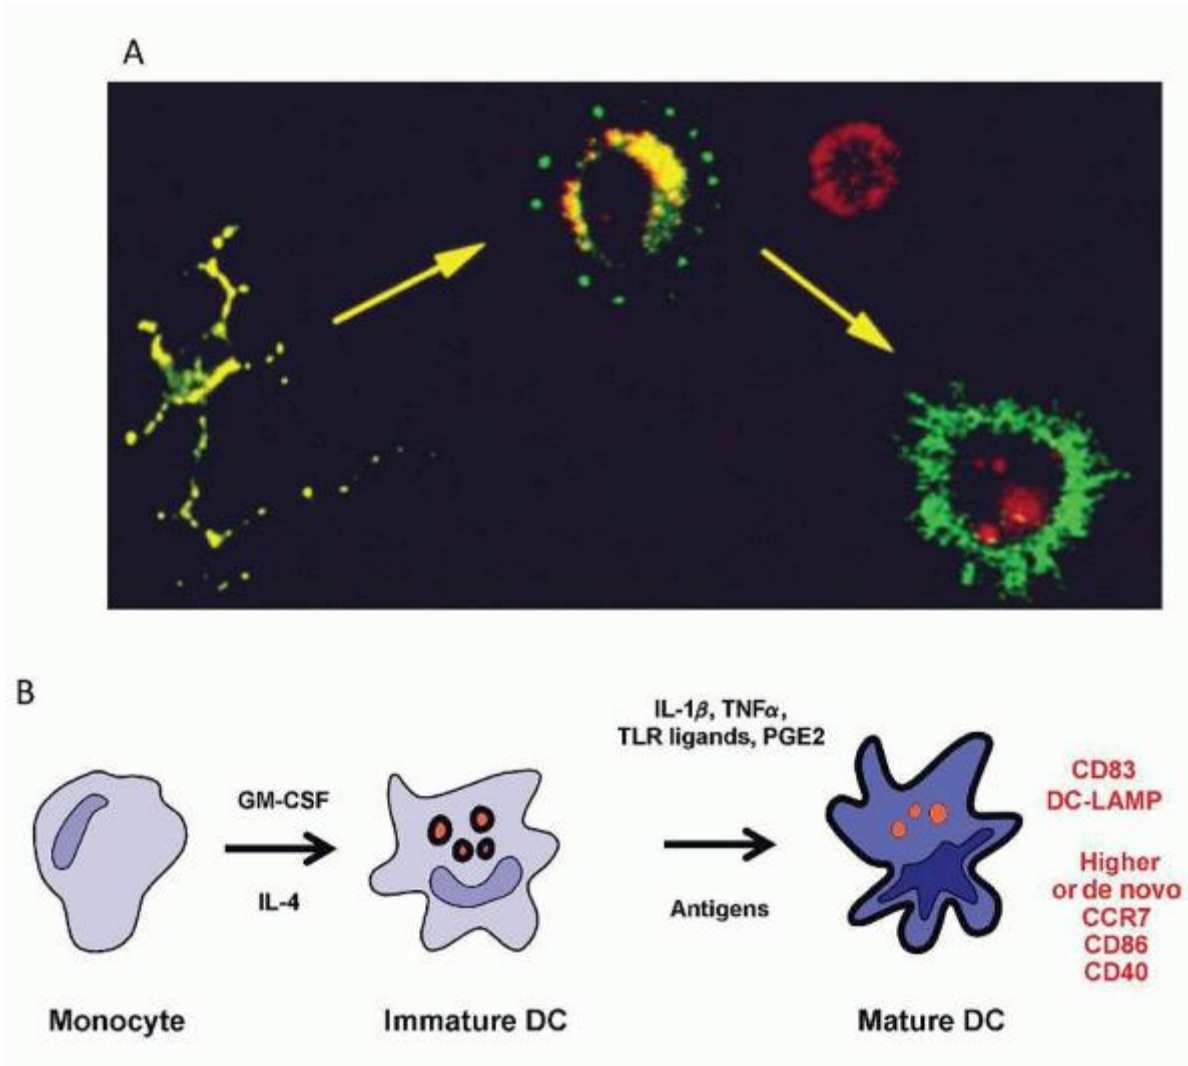 A
B
IL-1β, TNFα,
TLR ligands, PGE2
GM-CSF
IL-4
Antigens
CD83
DC-LAMP
Higher
or de novo
CCR7
CD86
CD40
Monocyte
Immature DC
Mature DC